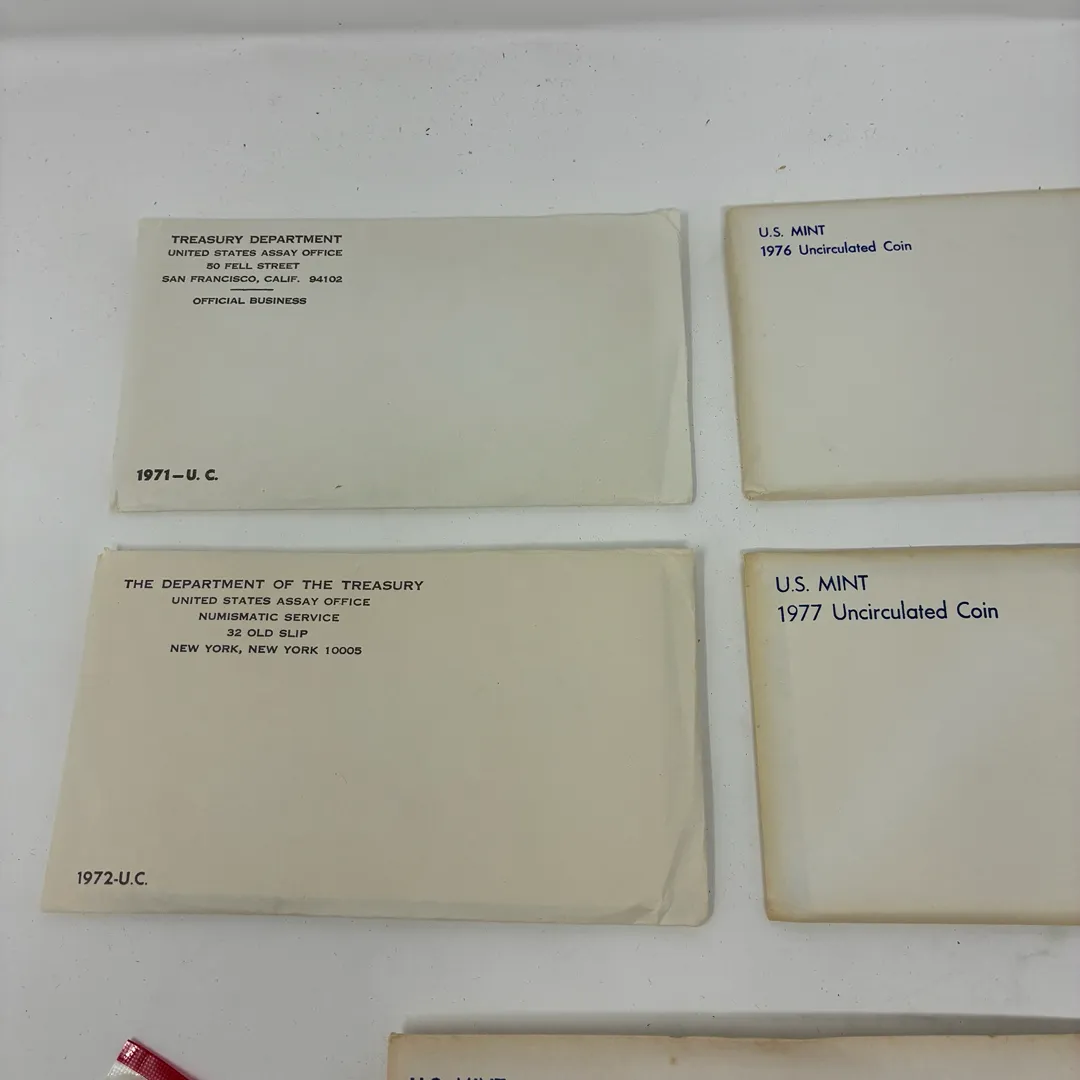 TREASURY DEPARTMENT
UNITED STATES ASSAY OFFICE
50 FELL STREET
SAN FRANCISCO, CALIF. 94102
OFFICIAL BUSINESS
1971—U. C.
U.S. MINT
1976 Uncirculated Coin
THE DEPARTMENT OF THE TREASURY
UNITED STATES ASSAY OFFICE
NUMISMATIC SERVICE
32 OLD SLIP
NEW YORK, NEW YORK 10005
1972-U.C.
U.S. MINT
1977 Uncirculated Coin
U.S. MINT